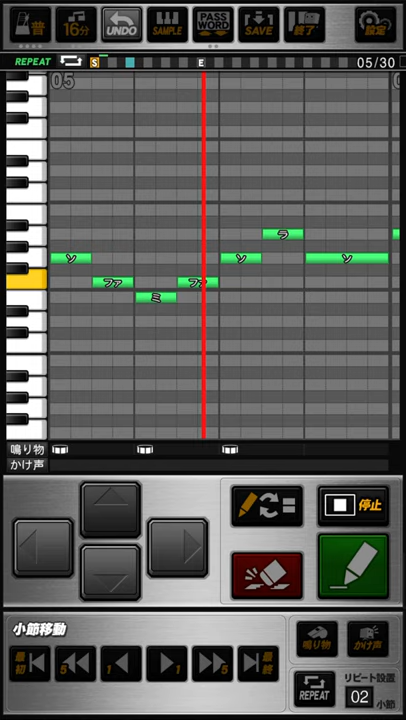 普 16分 UNDO SAMPLE PASS WORD SAVE 終了 設定
REPEAT S E 05/30
05 0
ラ
ソ ソ ソ
ファ ファ
ミ
鳴り物
かけ声
停止
小節移動
最初 5 1 1 5 最終
鳴り物 かけ声
REPEAT リピート設置 02 小節